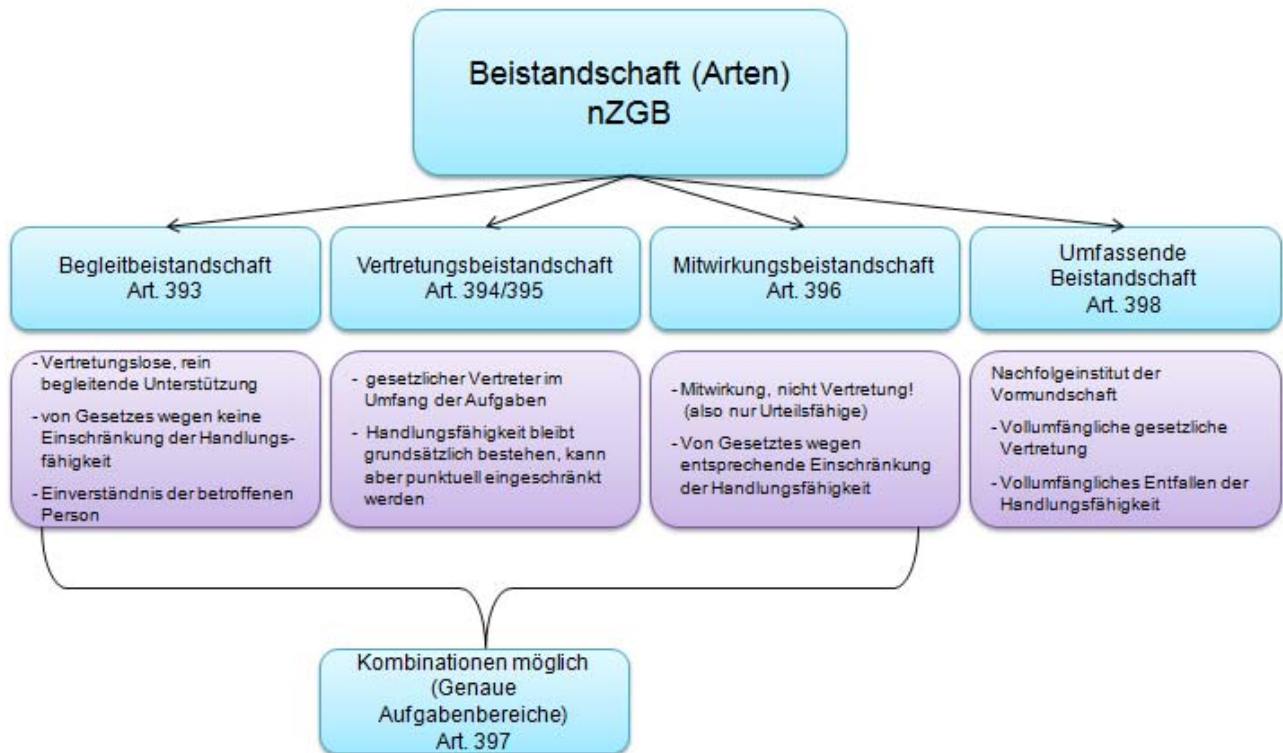 Beistandschaft (Arten)
nZGB
Begleitbeistandschaft
Art. 393
Vertretungsbeistandschaft
Art. 394/395
Mitwirkungsbeistandschaft
Art. 396
Umfassende
Beistandschaft
Art. 398
- Vertretungslose, rein
begleitende Unterstützung
- von Gesetzes wegen keine
Einschränkung der Handlungs-
fähigkeit
- Einverständnis der betroffenen
Person
- gesetzlicher Vertreter im
Umfang der Aufgaben
- Handlungsfähigkeit bleibt
grundsätzlich bestehen, kann
aber punktuell eingeschränkt
werden
- Mitwirkung, nicht Vertretung!
(also nur Urteilsfähige)
- Von Gesetztes wegen
entsprechende Einschränkung
der Handlungsfähigkeit
Nachfolgeinstitut der
Vormundschaft
- Vollumfängliche gesetzliche
Vertretung
- Vollumfängliches Entfallen der
Handlungsfähigkeit
Kombinationen möglich
(Genaue
Aufgabenbereiche)
Art. 397